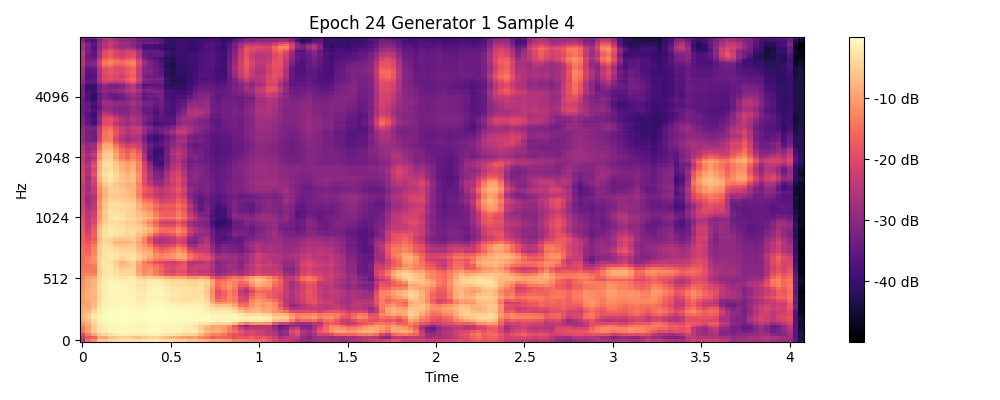 Epoch 24 Generator 1 Sample 4
Hz
4096
2048
1024
512
0
0 0.5 1 1.5 2 2.5 3 3.5 4
Time
-10 dB
-20 dB
-30 dB
-40 dB